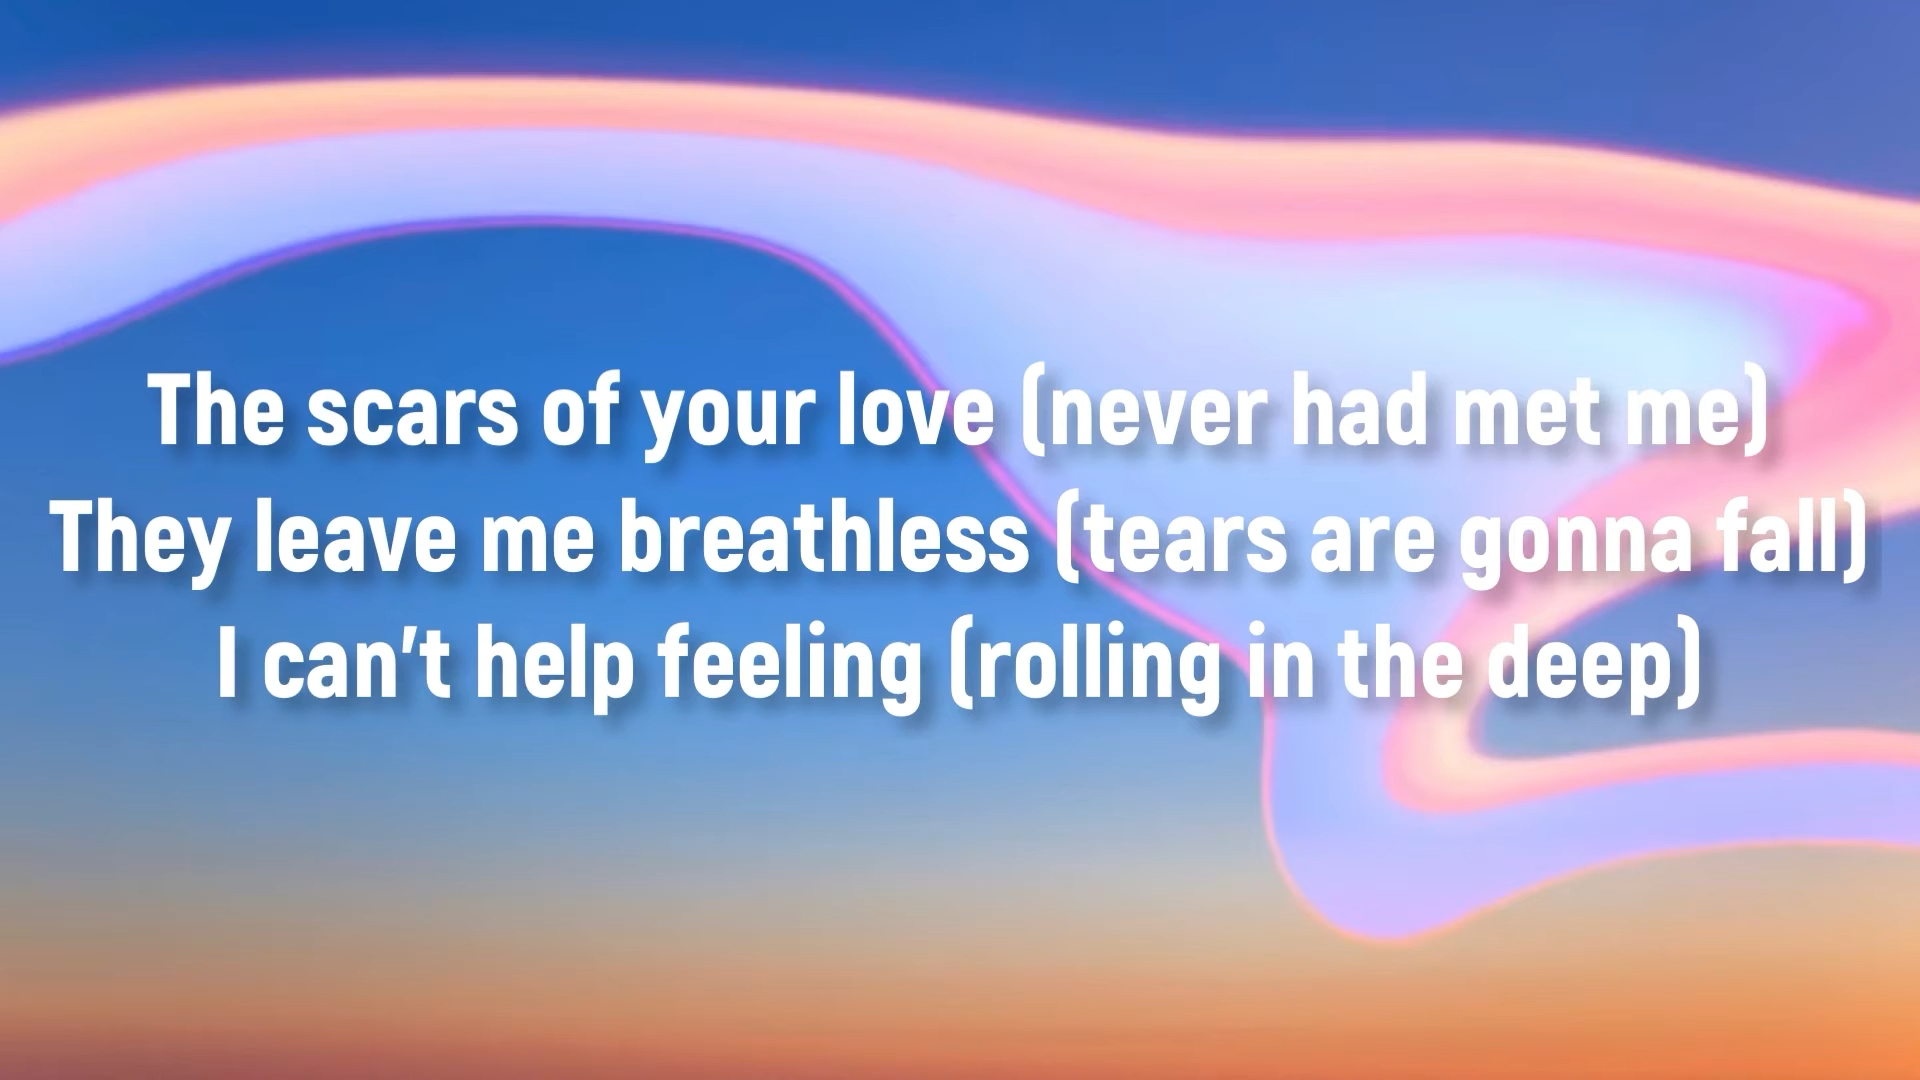 The scars of your love (never had met me)
They leave me breathless (tears are gonna fall)
I can't help feeling (rolling in the deep)